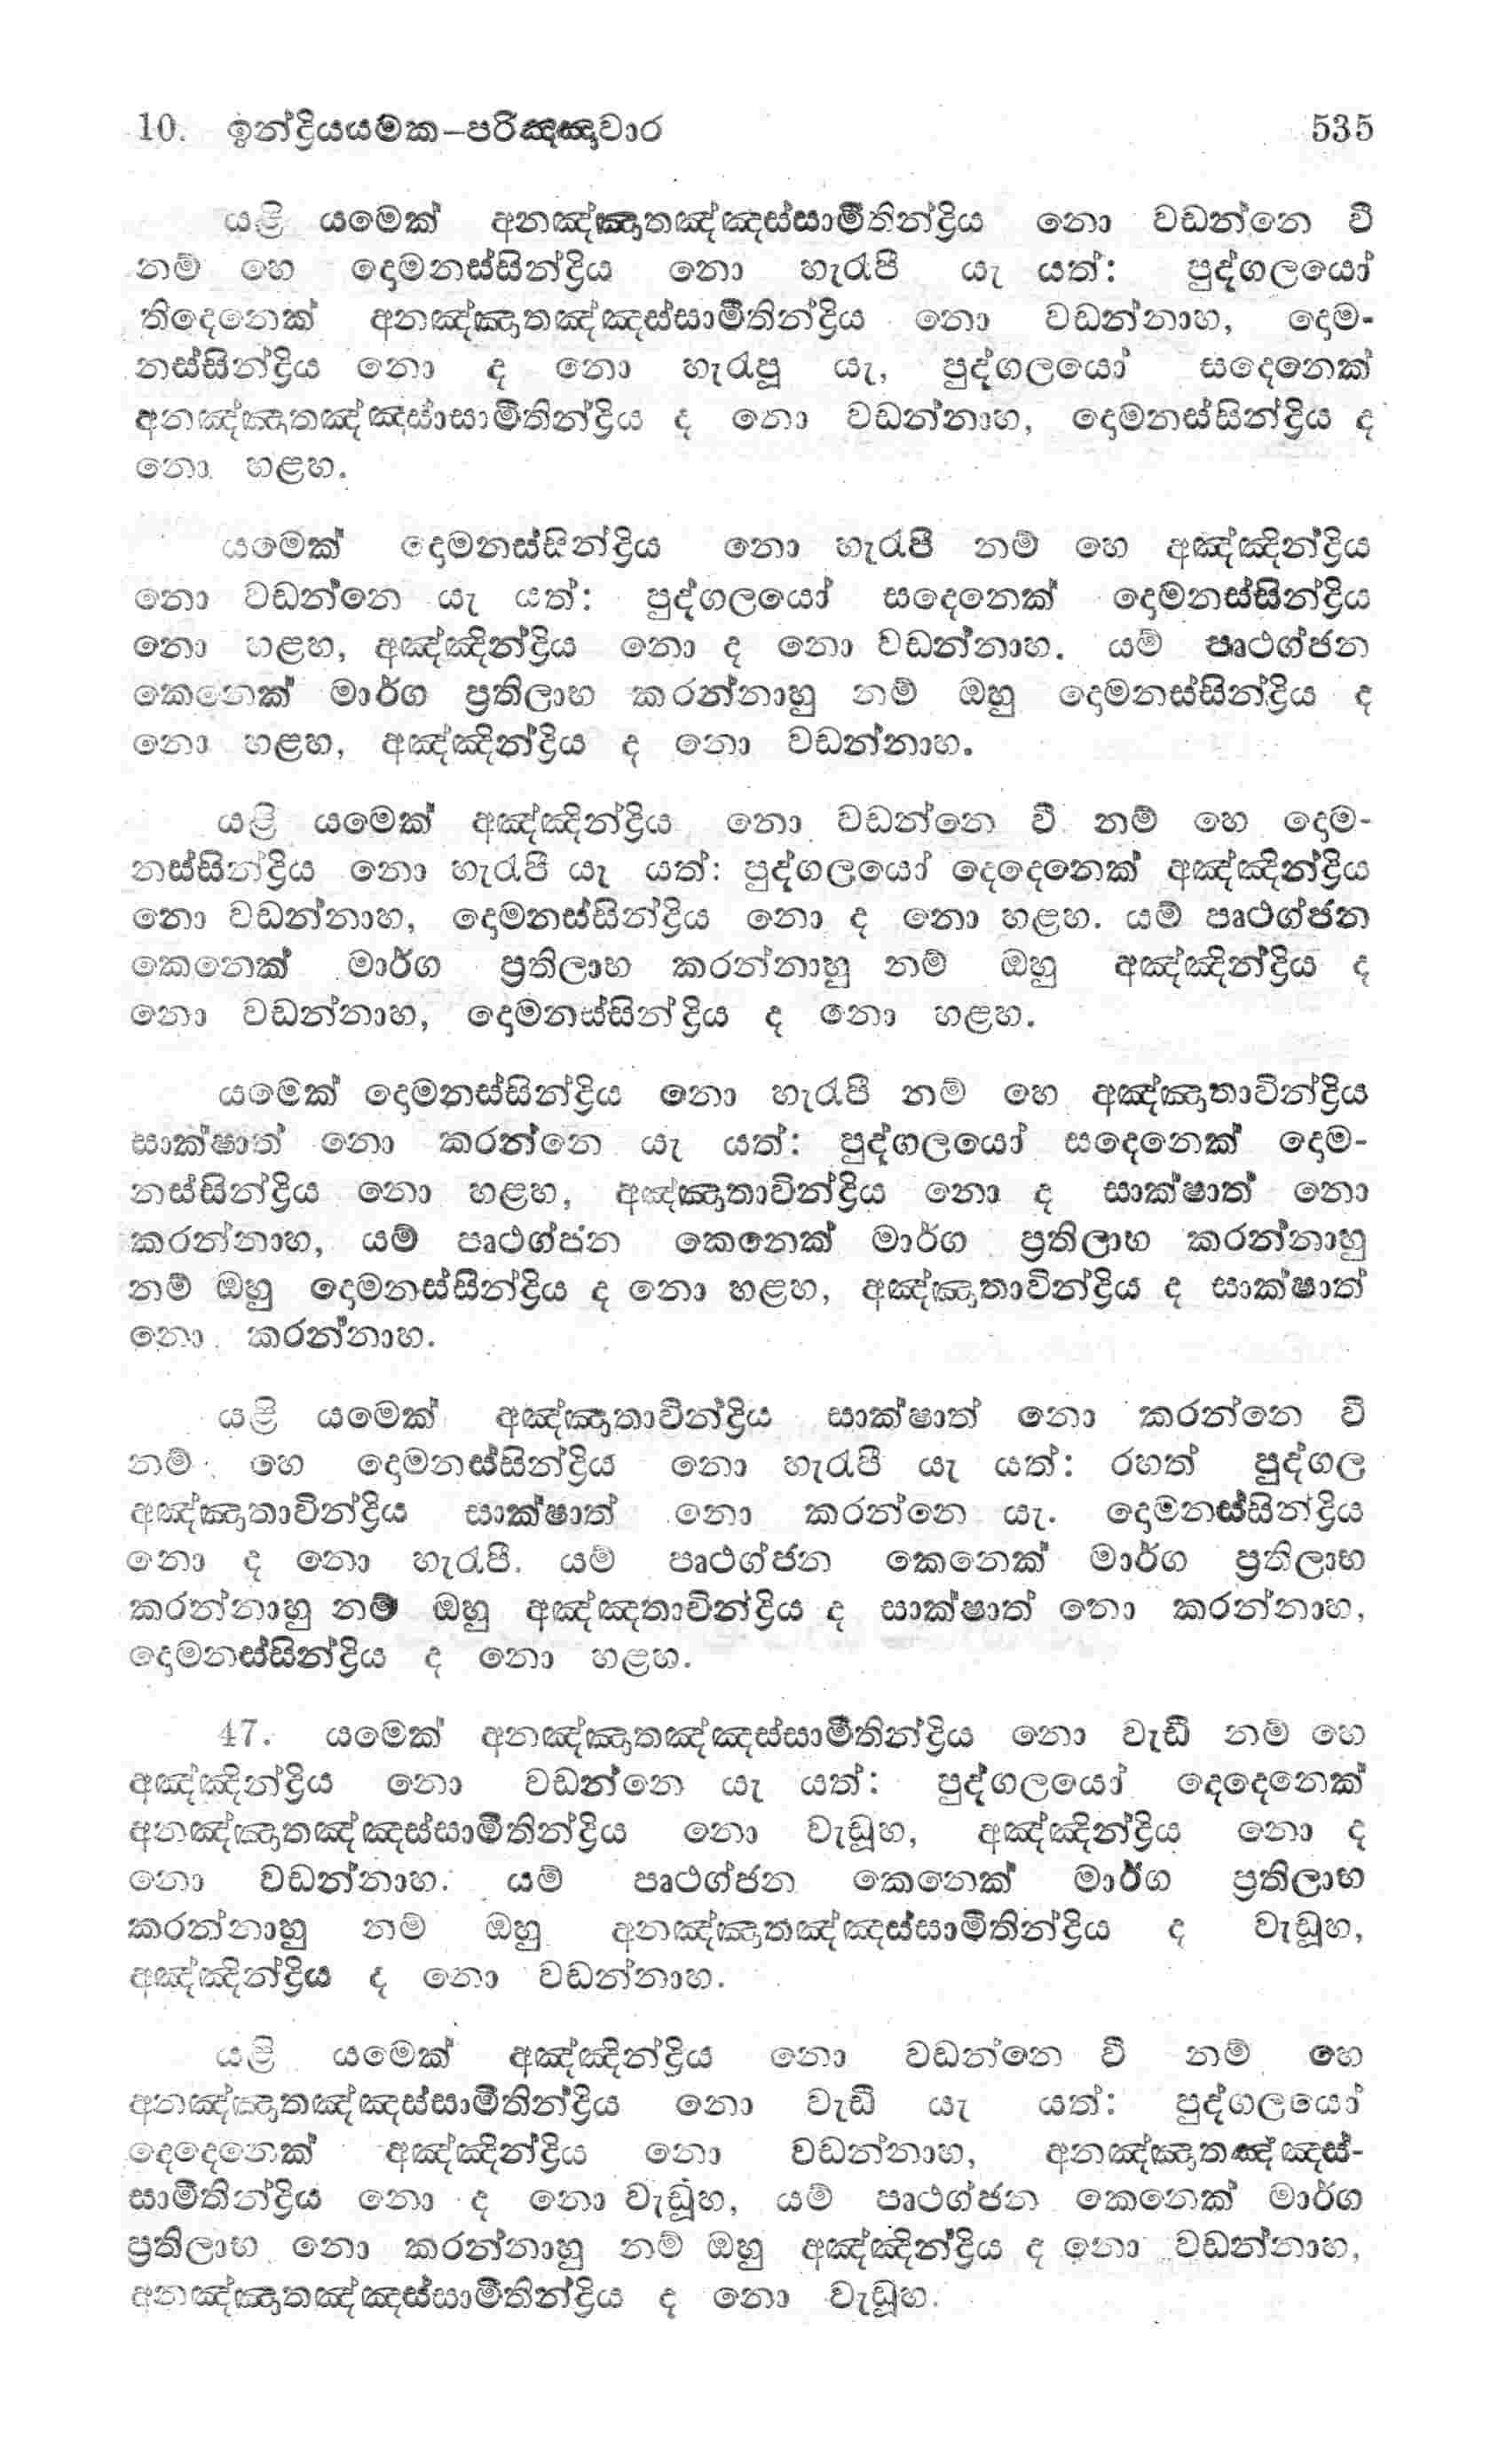 10. ඉන්ද්‍රියයමක–පරිඤ්ඤාවාර 535
යළි යමෙක් අනඤ්ඤාතඤ්ඤස්සාමීතින්ද්‍රිය නො වඩන්නෙ වී
නම් හෙ දොමනස්සින්ද්‍රිය නො හැරැපී යැ යත්: පුද්ගලයෝ
තිදෙනෙක් අනඤ්ඤාතඤ්ඤස්සාමීතින්ද්‍රිය නො වඩන්නාහ, දොම-
නස්සින්ද්‍රිය නො ද නො හැරැපූ යැ, පුද්ගලයෝ සදෙනෙක්
අනඤ්ඤාතඤ්ඤස්සාමීතින්ද්‍රිය ද නො වඩන්නාහ, දොමනස්සින්ද්‍රිය ද
නො හළහ.
යමෙක් දොමනස්සින්ද්‍රිය නො හැරැපී නම් හෙ අඤ්ඤින්ද්‍රිය
නො වඩන්නෙ යැ යත්: පුද්ගලයෝ සදෙනෙක් දොමනස්සින්ද්‍රිය
නො හළහ, අඤ්ඤින්ද්‍රිය නො ද නො වඩන්නාහ. යම් පෘථග්ජන
කෙනෙක් මාර්ග ප්‍රතිලාභ කරන්නාහු නම් ඔහු දොමනස්සින්ද්‍රිය ද
නො හළහ, අඤ්ඤින්ද්‍රිය ද නො වඩන්නාහ.
යළි යමෙක් අඤ්ඤින්ද්‍රිය නො වඩන්නෙ වී නම් හෙ දොම-
නස්සින්ද්‍රිය නො හැරැපී යෑ යත්: පුද්ගලයෝ දෙදෙනෙක් අඤ්ඤින්ද්‍රිය
නො වඩන්නාහ, දොමනස්සින්ද්‍රිය නො ද නො හළහ. යම් පෘථග්ජන
කෙනෙක් මාර්ග ප්‍රතිලාභ කරන්නාහු නම් ඔහු අඤ්ඤින්ද්‍රිය ද
නො වඩන්නාහ, දොමනස්සින්ද්‍රිය ද නො හළහ.
යමෙක් දොමනස්සින්ද්‍රිය නො හැරැපී නම් හෙ අඤ්ඤාතාවින්ද්‍රිය
සාක්ෂාත් නො කරන්නෙ යැ යත්: පුද්ගලයෝ සදෙනෙක් දොම-
නස්සින්ද්‍රිය නො හළහ, අඤ්ඤාතාවින්ද්‍රිය නො ද සාක්ෂාත් නො
කරන්නාහ, යම් පෘථග්ජන කෙනෙක් මාර්ග ප්‍රතිලාභ කරන්නාහු
නම් ඔහු දොමනස්සින්ද්‍රිය ද නො හළහ, අඤ්ඤාතාවින්ද්‍රිය ද සාක්ෂාත්
නො කරන්නාහ.
යළි යමෙක් අඤ්ඤාතාවින්ද්‍රිය සාක්ෂාත් නො කරන්නෙ වි
නම් හෙ දොමනස්සින්ද්‍රිය නො හැරැපී යැ යත්: රහත් පුද්ගල
අඤ්ඤාතාවින්ද්‍රිය සාක්ෂාත් නො කරන්නෙ යැ. දොමනස්සින්ද්‍රිය
නො ද නො හැරැපී. යම් පෘථග්ජන කෙනෙක් මාර්ග ප්‍රතිලාභ
කරන්නාහු නම් ඔහු අඤ්ඤතාවින්ද්‍රිය ද සාක්ෂාත් නො කරන්නාහ,
දොමනස්සින්ද්‍රිය ද නො හළහ.
47. යමෙක් අනඤ්ඤාතඤ්ඤස්සාමීතින්ද්‍රිය නො වැඩී නම් හෙ
අඤ්ඤින්ද්‍රිය නො වඩන්නෙ යැ යත්: පුද්ගලයෝ දෙදෙනෙක්
අනඤ්ඤාතඤ්ඤස්සාමීතින්ද්‍රිය නො වැඩූහ, අඤ්ඤින්ද්‍රිය නො ද
නො වඩන්නාහ. යම් පෘථග්ජන කෙනෙක් මාර්ග ප්‍රතිලාභ
කරන්නාහු නම් ඔහු අනඤ්ඤාතඤ්ඤස්සාමීතින්ද්‍රිය ද වැඩූහ,
අඤ්ඤින්ද්‍රිය ද නො වඩන්නාහ.
යළි යමෙක් අඤ්ඤින්ද්‍රිය නො වඩන්නෙ වී නම් හෙ
අනඤ්ඤාතඤ්ඤස්සාමීතින්ද්‍රිය නො වැඩි යැ යත්: පුද්ගලයෝ
දෙදෙනෙක් අඤ්ඤින්ද්‍රිය නො වඩන්නාහ, අනඤ්ඤාතඤ්ඤස්-
සාමීතින්ද්‍රිය නො ද නො වැඩූහ, යම් පෘථග්ජන කෙනෙක් මාර්ග
ප්‍රතිලාභ නො කරන්නාහු නම් ඔහු අඤ්ඤින්ද්‍රිය ද නො වඩන්නාහ,
අනඤ්ඤාතඤ්ඤස්සාමීතින්ද්‍රිය ද නො වැඩූහ.